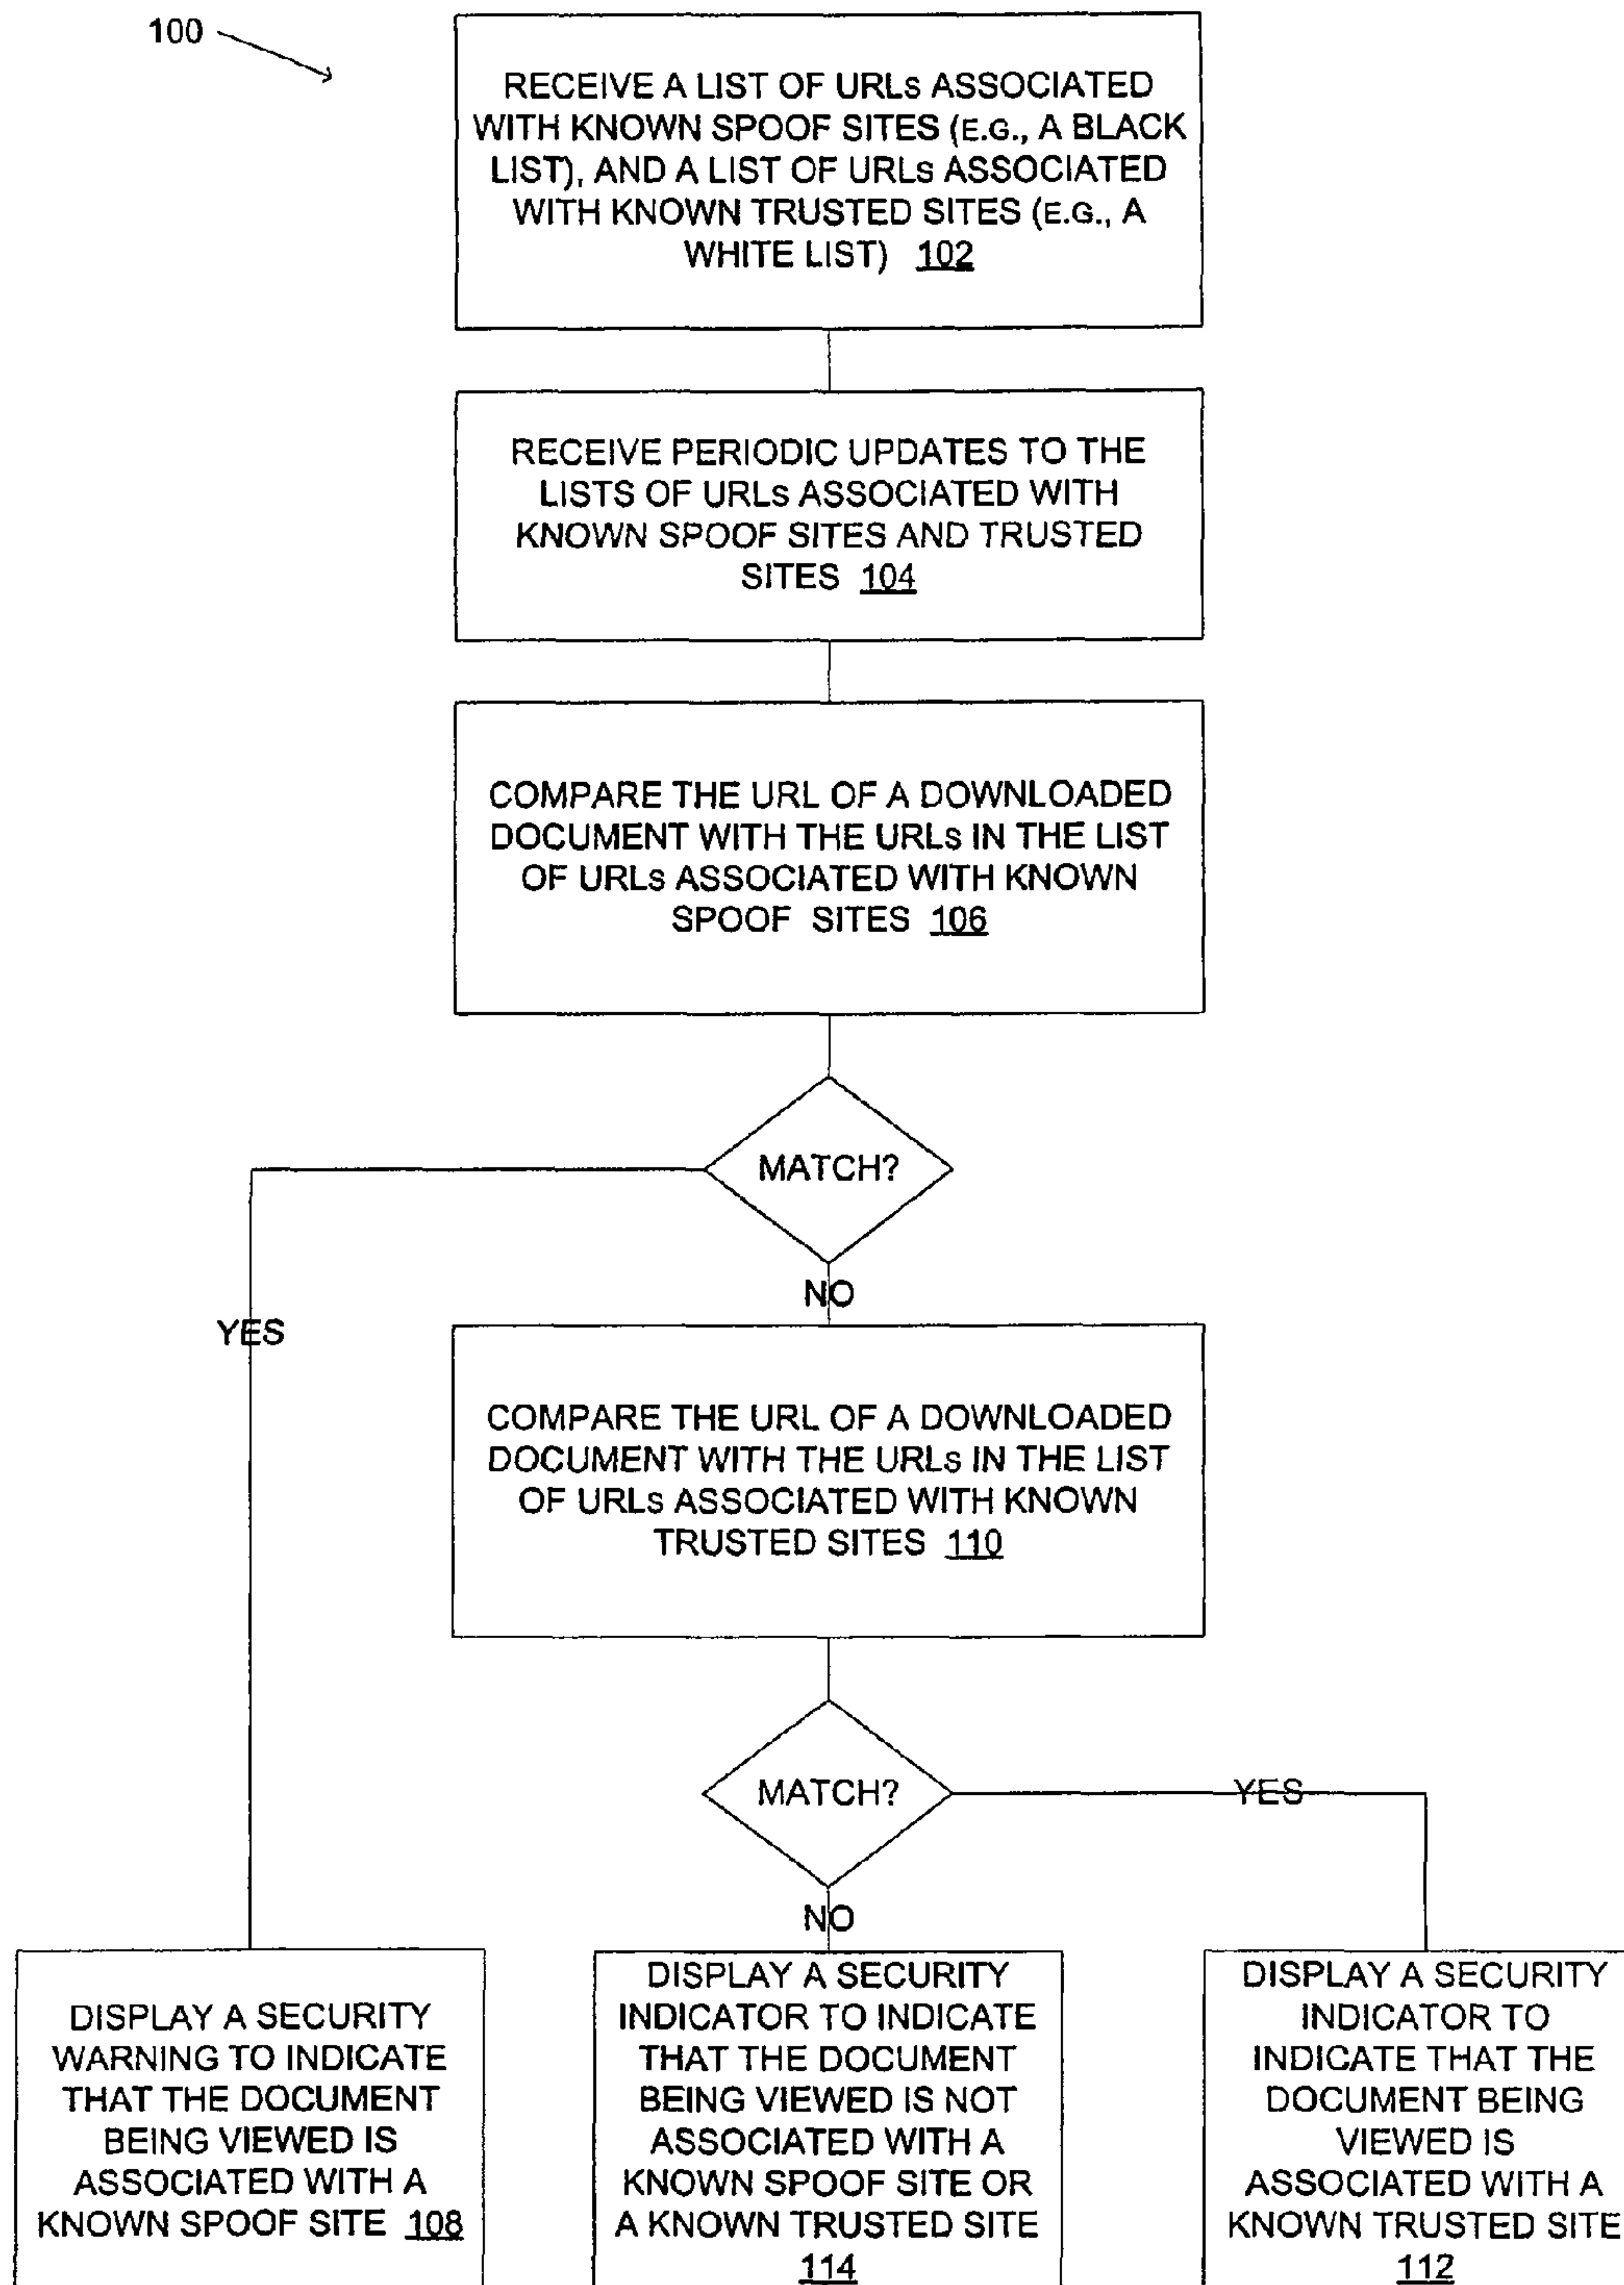 100
RECEIVE A LIST OF URLs ASSOCIATED
WITH KNOWN SPOOF SITES (E.G., A BLACK
LIST), AND A LIST OF URLs ASSOCIATED
WITH KNOWN TRUSTED SITES (E.G., A
WHITE LIST) 102
RECEIVE PERIODIC UPDATES TO THE
LISTS OF URLs ASSOCIATED WITH
KNOWN SPOOF SITES AND TRUSTED
SITES 104
COMPARE THE URL OF A DOWNLOADED
DOCUMENT WITH THE URLs IN THE LIST
OF URLs ASSOCIATED WITH KNOWN
SPOOF SITES 106
MATCH?
NO
YES
COMPARE THE URL OF A DOWNLOADED
DOCUMENT WITH THE URLs IN THE LIST
OF URLs ASSOCIATED WITH KNOWN
TRUSTED SITES 110
MATCH?
YES
NO
DISPLAY A SECURITY
WARNING TO INDICATE
THAT THE DOCUMENT
BEING VIEWED IS
ASSOCIATED WITH A
KNOWN SPOOF SITE 108
DISPLAY A SECURITY
INDICATOR TO INDICATE
THAT THE DOCUMENT
BEING VIEWED IS NOT
ASSOCIATED WITH A
KNOWN SPOOF SITE OR
A KNOWN TRUSTED SITE
114
DISPLAY A SECURITY
INDICATOR TO
INDICATE THAT THE
DOCUMENT BEING
VIEWED IS
ASSOCIATED WITH A
KNOWN TRUSTED SITE
112